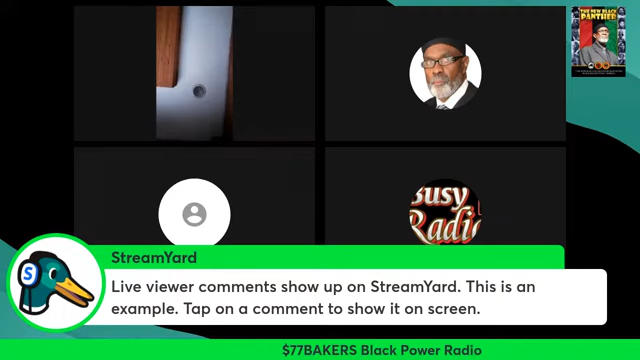 THE NEW BLACK
PANTHER
Busy
Radio
StreamYard
S
Live viewer comments show up on StreamYard. This is an
example. Tap on a comment to show it on screen.
$77BAKERS Black Power Radio